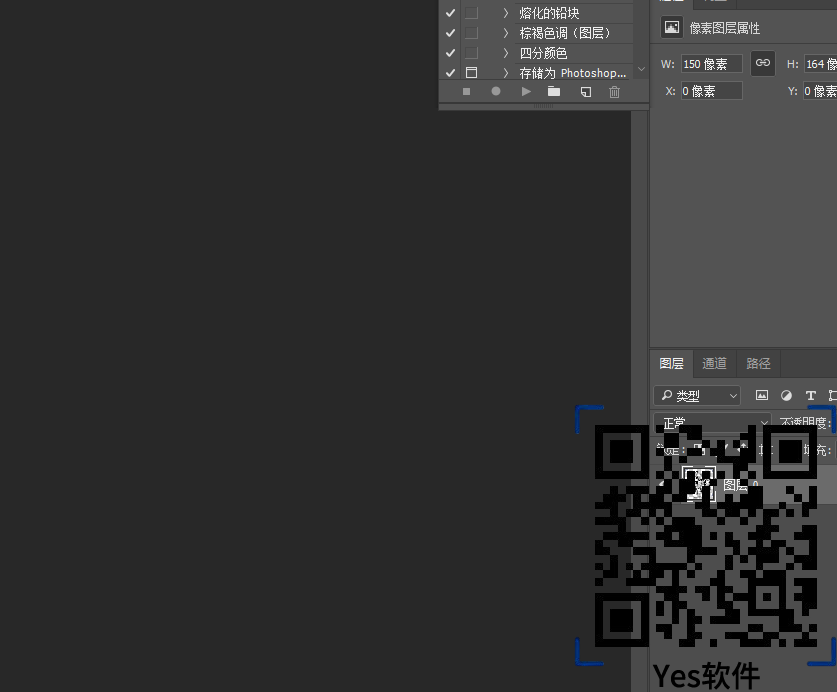 熔化的铅块
棕褐色调（图层）
四分颜色
存储为 Photoshop...
像素图层属性
W: 150 像素 H: 164 像
X: 0 像素 Y: 0 像素
图层 通道 路径
类型 T
正常 不透明度:
填充:
图层 0
Yes软件